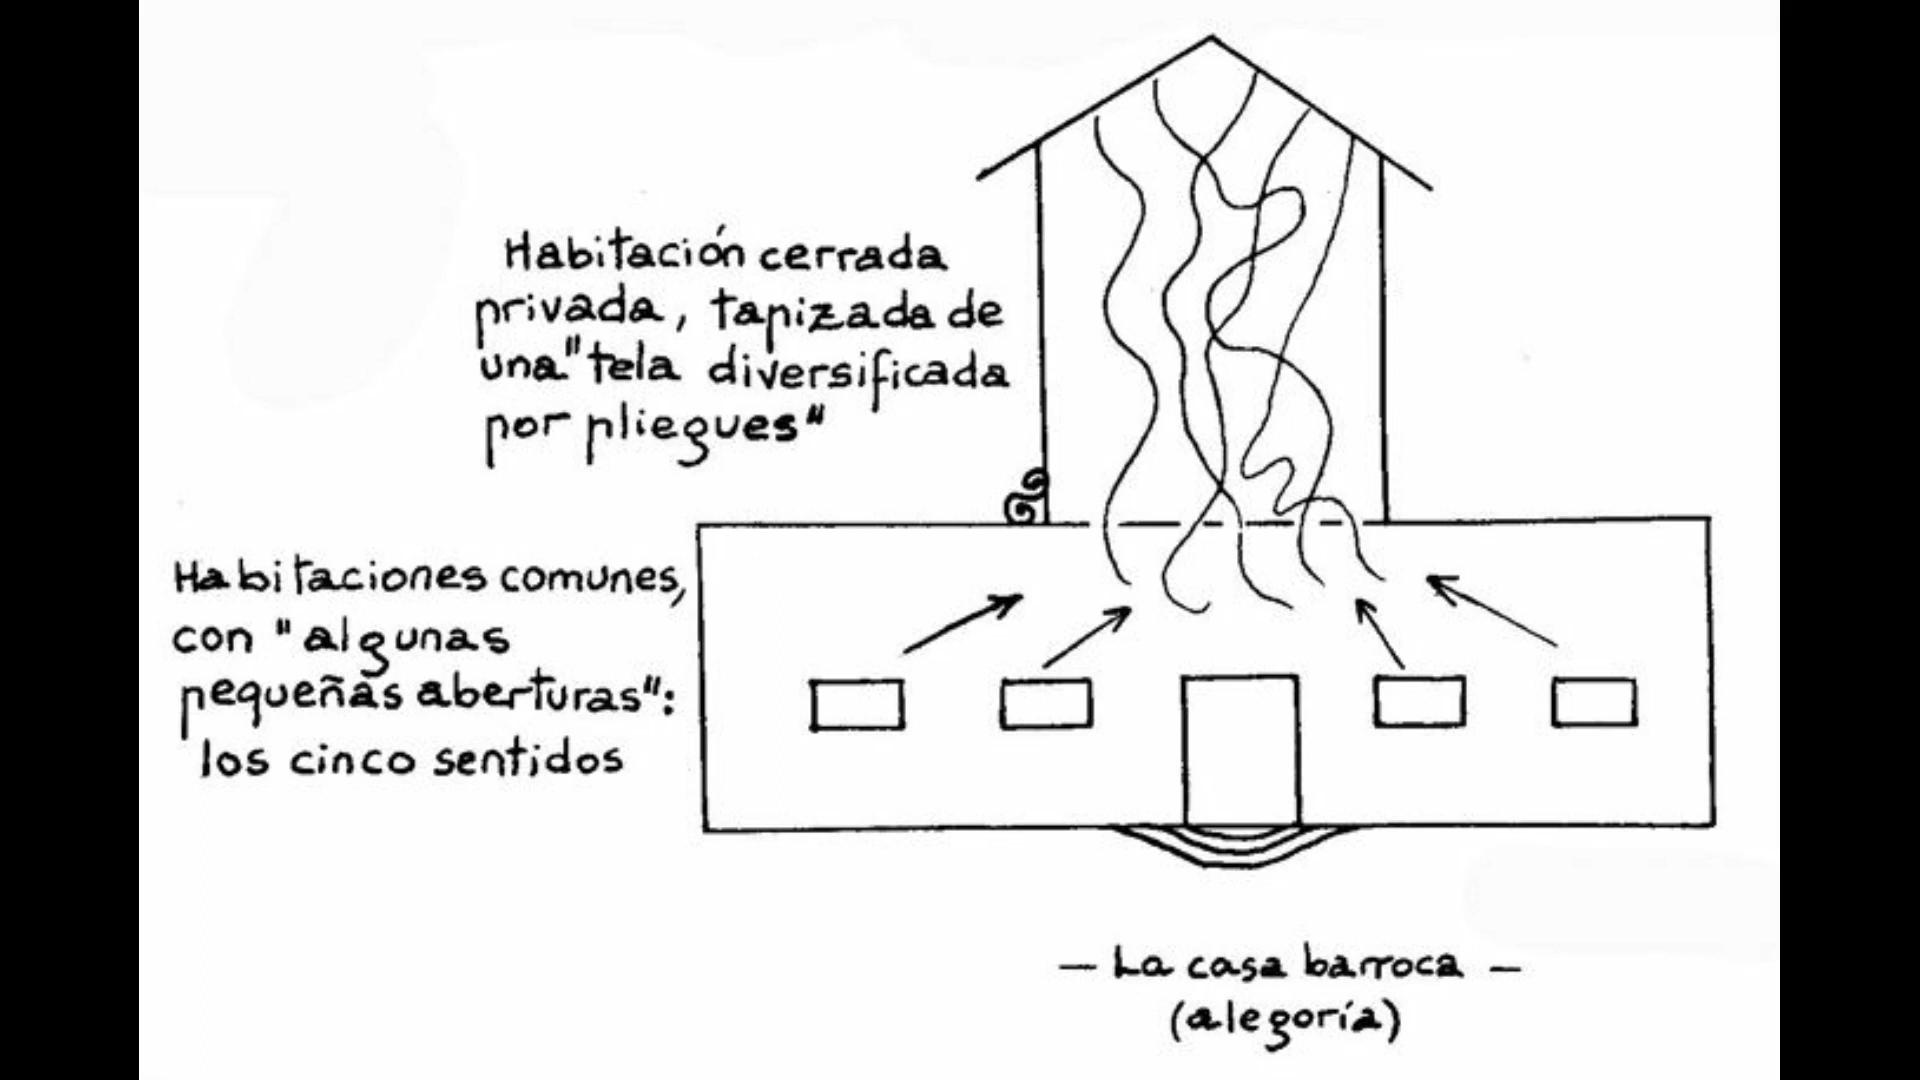 Habitación cerrada
privada, tapizada de
una "tela diversificada
por pliegues"
Habitaciones comunes,
con "algunas
pequeñas aberturas":
los cinco sentidos
— La casa barroca —
(alegoría)